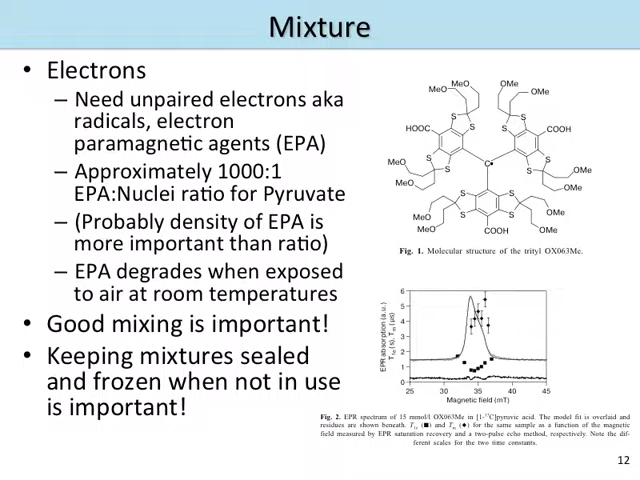 Mixture
• Electrons
– Need unpaired electrons aka
radicals, electron
paramagnetic agents (EPA)
– Approximately 1000:1
EPA:Nuclei ratio for Pyruvate
– (Probably density of EPA is
more important than ratio)
– EPA degrades when exposed
to air at room temperatures
• Good mixing is important!
• Keeping mixtures sealed
and frozen when not in use
is important!
MeO MeO OMe OMe
S S S S
HOOC COOH
S S S S
MeO C• OMe
MeO OMe
S S
MeO OMe
S S
MeO COOH OMe
Fig. 1. Molecular structure of the trityl OX063Me.
EPR absorption (a.u.)
T1e (s), Tm (μs)
6
5
4
3
2
1
0
25 30 35 40 45
Magnetic field (mT)
Fig. 2. EPR spectrum of 15 mmol/l OX063Me in [1-13C]pyruvic acid. The model fit is overlaid and
residues are shown beneath. T1e (■) and Tm (◆) for the same sample as a function of the magnetic
field measured by EPR saturation recovery and a two-pulse echo method, respectively. Note the dif-
ferent scales for the two time constants.
12